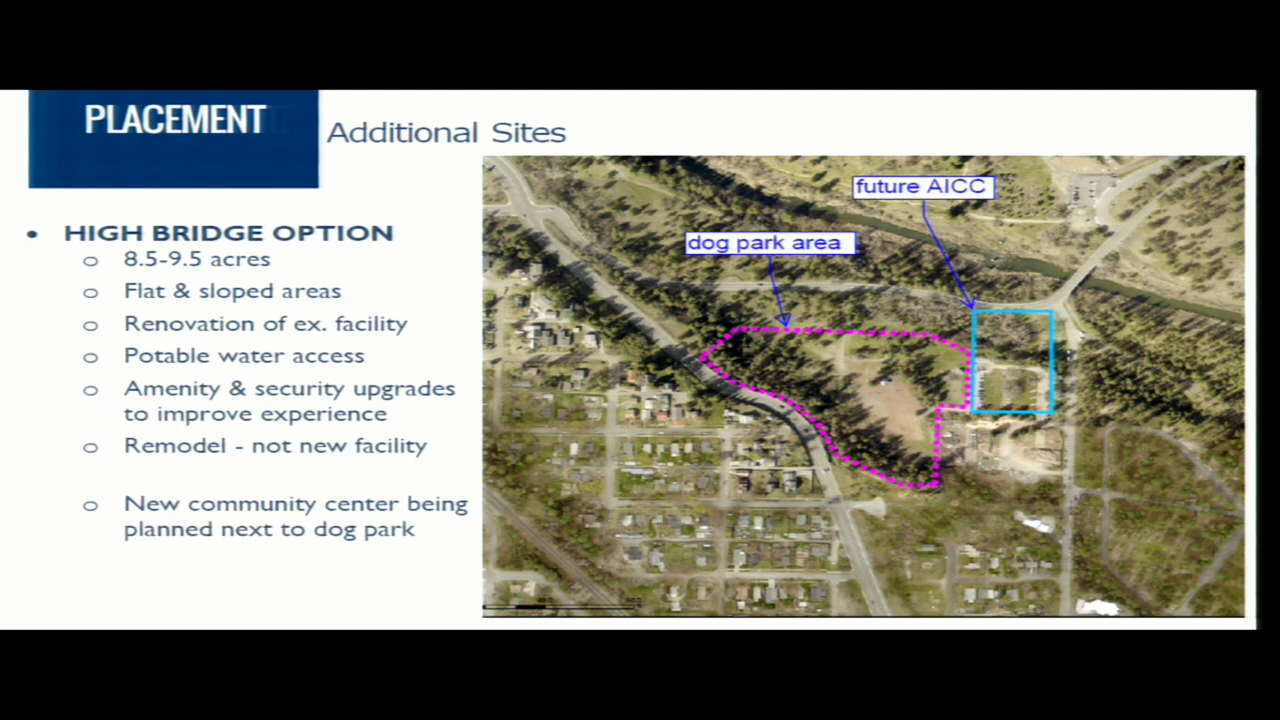 PLACEMENT
Additional Sites
• HIGH BRIDGE OPTION
o 8.5-9.5 acres
o Flat & sloped areas
o Renovation of ex. facility
o Potable water access
o Amenity & security upgrades
to improve experience
o Remodel - not new facility
o New community center being
planned next to dog park
future AICC
dog park area